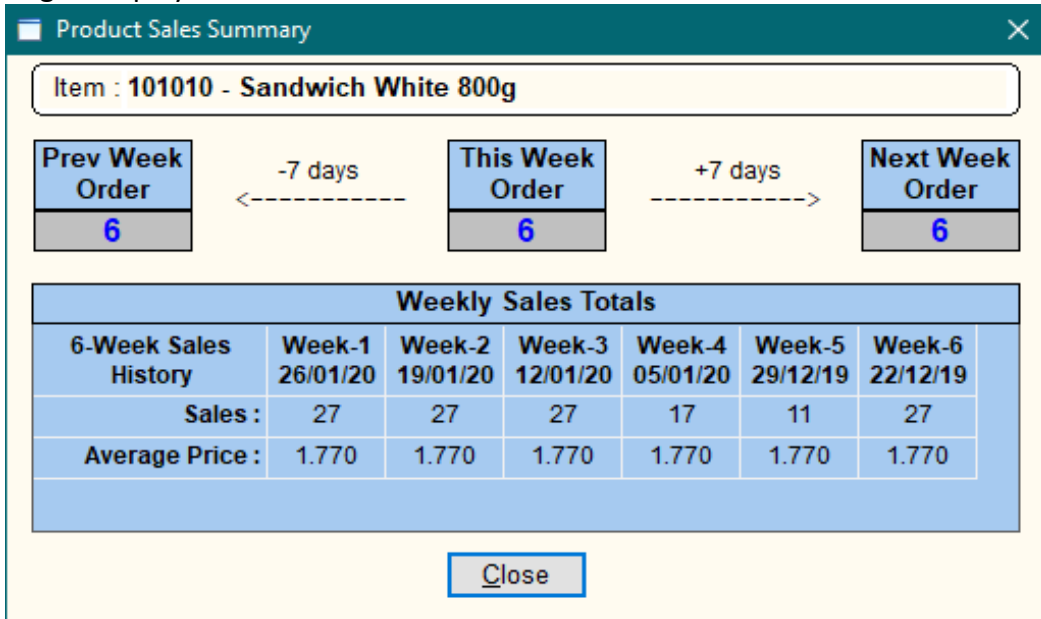 Product Sales Summary
Item : 101010 - Sandwich White 800g
Prev Week Order
-7 days
<-----------
This Week Order
+7 days
----------->
Next Week Order
6
6
6
Weekly Sales Totals
6-Week Sales History Week-1 26/01/20 Week-2 19/01/20 Week-3 12/01/20 Week-4 05/01/20 Week-5 29/12/19 Week-6 22/12/19
Sales : 27 27 27 17 11 27
Average Price : 1.770 1.770 1.770 1.770 1.770 1.770
Close